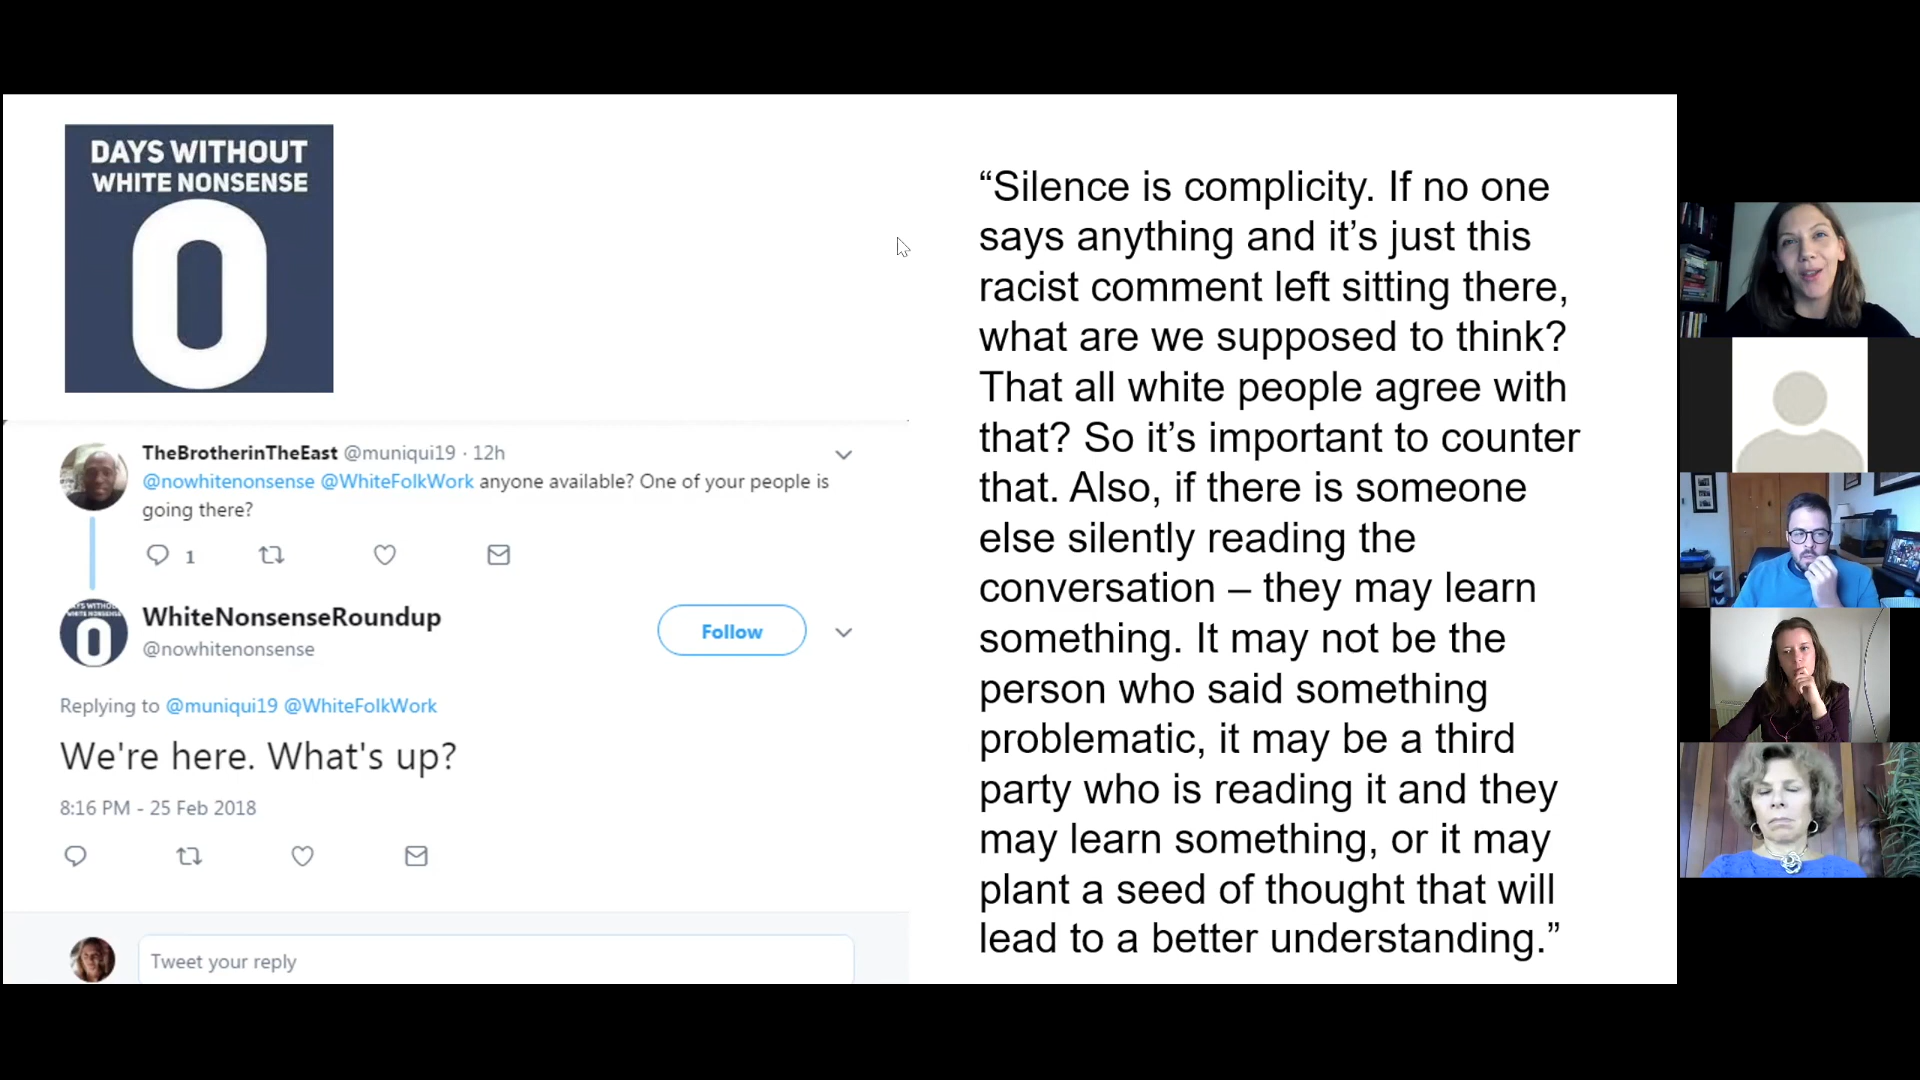 DAYS WITHOUT
WHITE NONSENSE
0
TheBrotherinTheEast @muniqui19 · 12h
@nowhitenonsense @WhiteFolkWork anyone available? One of your people is
going there?
1
WhiteNonsenseRoundup
@nowhitenonsense
Follow
Replying to @muniqui19 @WhiteFolkWork
We're here. What's up?
8:16 PM - 25 Feb 2018
Tweet your reply
“Silence is complicity. If no one
says anything and it’s just this
racist comment left sitting there,
what are we supposed to think?
That all white people agree with
that? So it’s important to counter
that. Also, if there is someone
else silently reading the
conversation – they may learn
something. It may not be the
person who said something
problematic, it may be a third
party who is reading it and they
may learn something, or it may
plant a seed of thought that will
lead to a better understanding.”